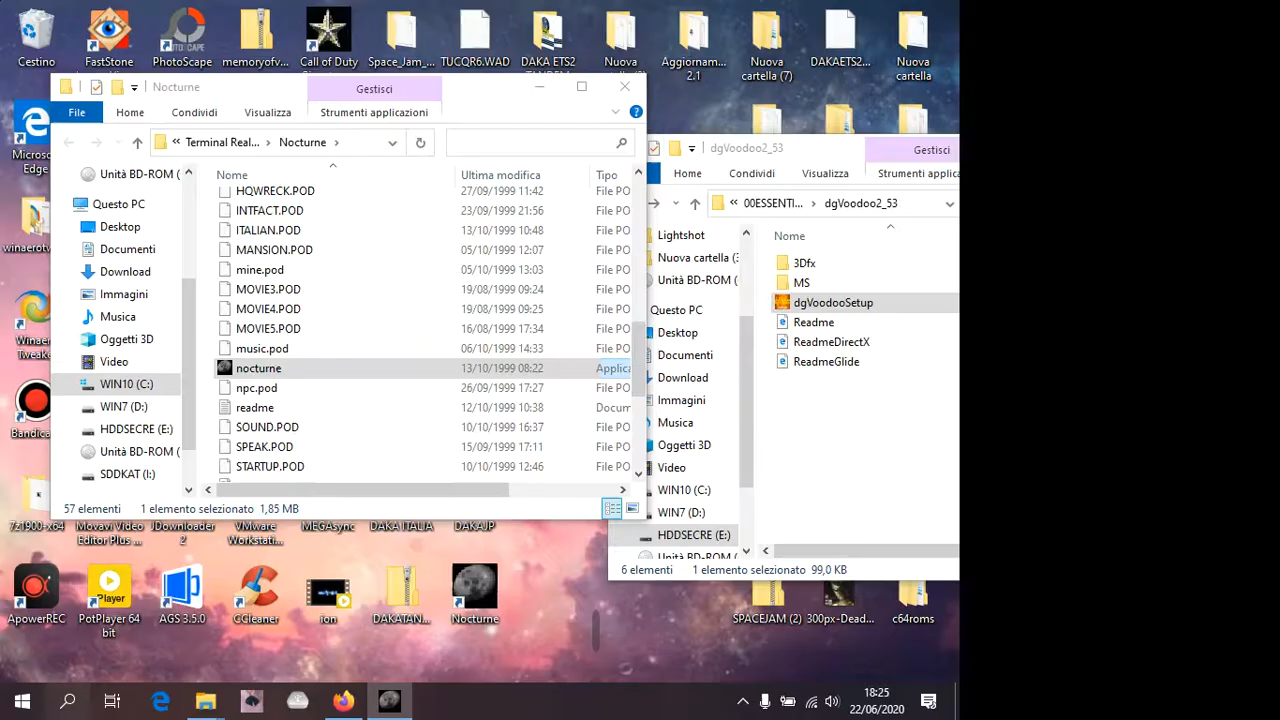 Cestino
FastStone
PhotoScape
memoryofv...
Call of Duty
Space_Jam_...
TUCQR6.WAD
DAKA ETS2
Nuova
Aggiornam...
2.1
Nuova
cartella (7)
DAKAETS2...
Nuova
cartella
Nocturne
Gestisci
File
Home
Condividi
Visualizza
Strumenti applicazioni
« Terminal Real... › Nocturne ›
Nome
Ultima modifica
Tipo
Unità BD-ROM (
Questo PC
Desktop
Documenti
Download
Immagini
Musica
Oggetti 3D
Video
WIN10 (C:)
WIN7 (D:)
HDDSECRE (E:)
Unità BD-ROM (
SDDKAT (I:)
HQWRECK.POD 27/09/1999 11:42 File PO
INTFACT.POD 23/09/1999 21:56 File PO
ITALIAN.POD 13/10/1999 10:48 File PO
MANSION.POD 05/10/1999 12:07 File PO
mine.pod 05/10/1999 13:03 File PO
MOVIE3.POD 19/08/1999 09:24 File PO
MOVIE4.POD 19/08/1999 09:25 File PO
MOVIE5.POD 16/08/1999 17:34 File PO
music.pod 06/10/1999 14:33 File PO
nocturne 13/10/1999 08:22 Applica
npc.pod 26/09/1999 17:27 File PO
readme 12/10/1999 10:38 Docum
SOUND.POD 10/10/1999 16:37 File PO
SPEAK.POD 15/09/1999 17:11 File PO
STARTUP.POD 10/10/1999 12:46 File PO
57 elementi 1 elemento selezionato 1,85 MB
dgVoodoo2_53
Gestisci
Home
Condividi
Visualizza
Strumenti applic
« 00ESSENTI... › dgVoodoo2_53
Nome
Lightshot
Nuova cartella (3
Unità BD-ROM (
Questo PC
Desktop
Documenti
Download
Immagini
Musica
Oggetti 3D
Video
WIN10 (C:)
WIN7 (D:)
HDDSECRE (E:)
Unità BD-ROM (
3Dfx
MS
dgVoodooSetup
Readme
ReadmeDirectX
ReadmeGlide
6 elementi 1 elemento selezionato 99,0 KB
Microso
Edge
winaerotw
Winaero
Tweake
Bandica
7z1900-x64
Movavi Video
Editor Plus ...
JDownloader
2
VMware
Workstati...
MEGAsync
DAKA ITALIA
DAKAJP
ApowerREC
Player
PotPlayer 64
bit
AGS 3.5.0
CCleaner
ion
DAKATAN...
Nocturne
SPACEJAM (2)
300px-Dead...
c64roms
18:25
22/06/2020